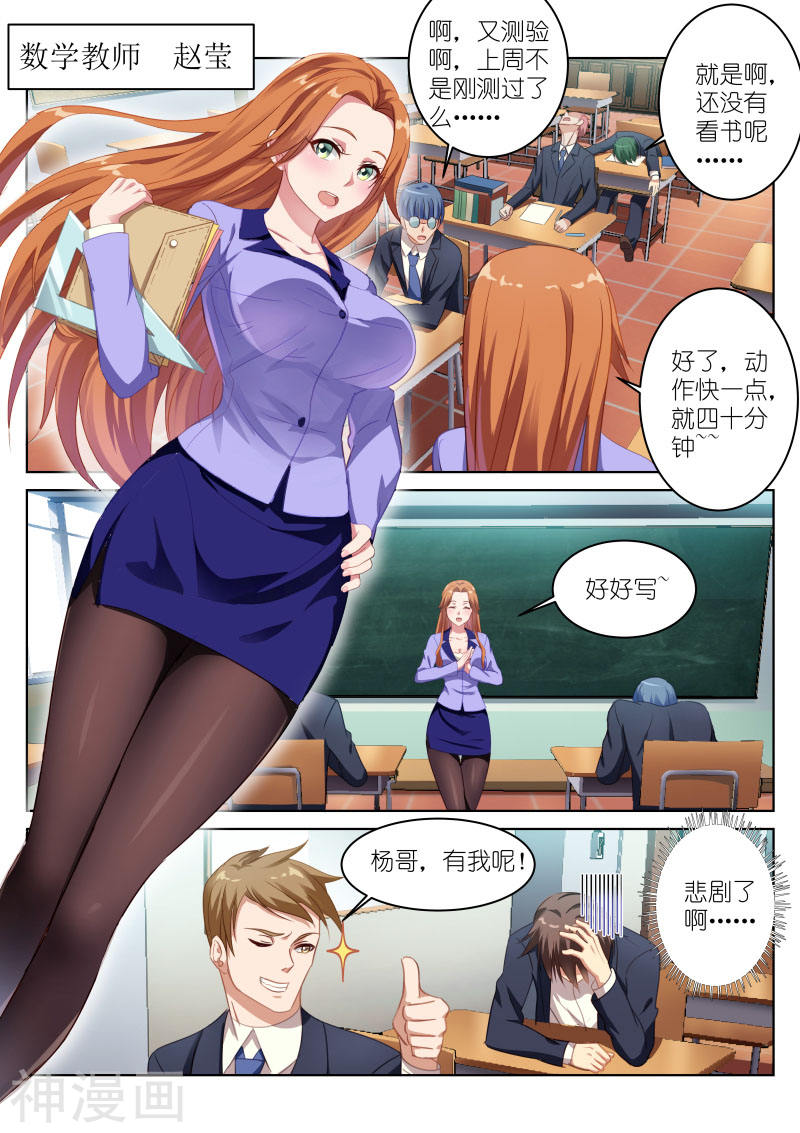 数学教师 赵莹
啊，又测验
啊，上周不
是刚测过了
么······
就是啊，
还没有
看书呢
······
好了，动
作快一点，
就四十分
钟~~
好好写~
杨哥，有我呢！
悲剧了
啊······
神漫画